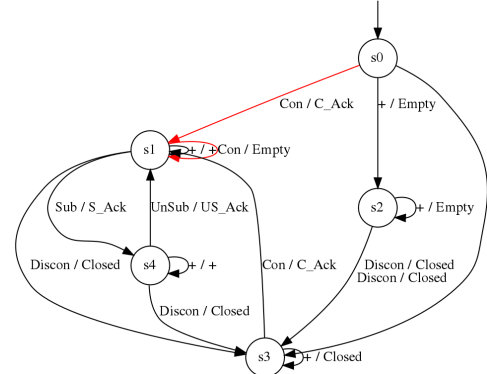 s0
Con / C_Ack
+ / Empty
s1
+ / +
Con / Empty
Sub / S_Ack
UnSub / US_Ack
s2
+ / Empty
Discon / Closed
s4
+ / +
Con / C_Ack
Discon / Closed
Discon / Closed
Discon / Closed
s3
+ / Closed